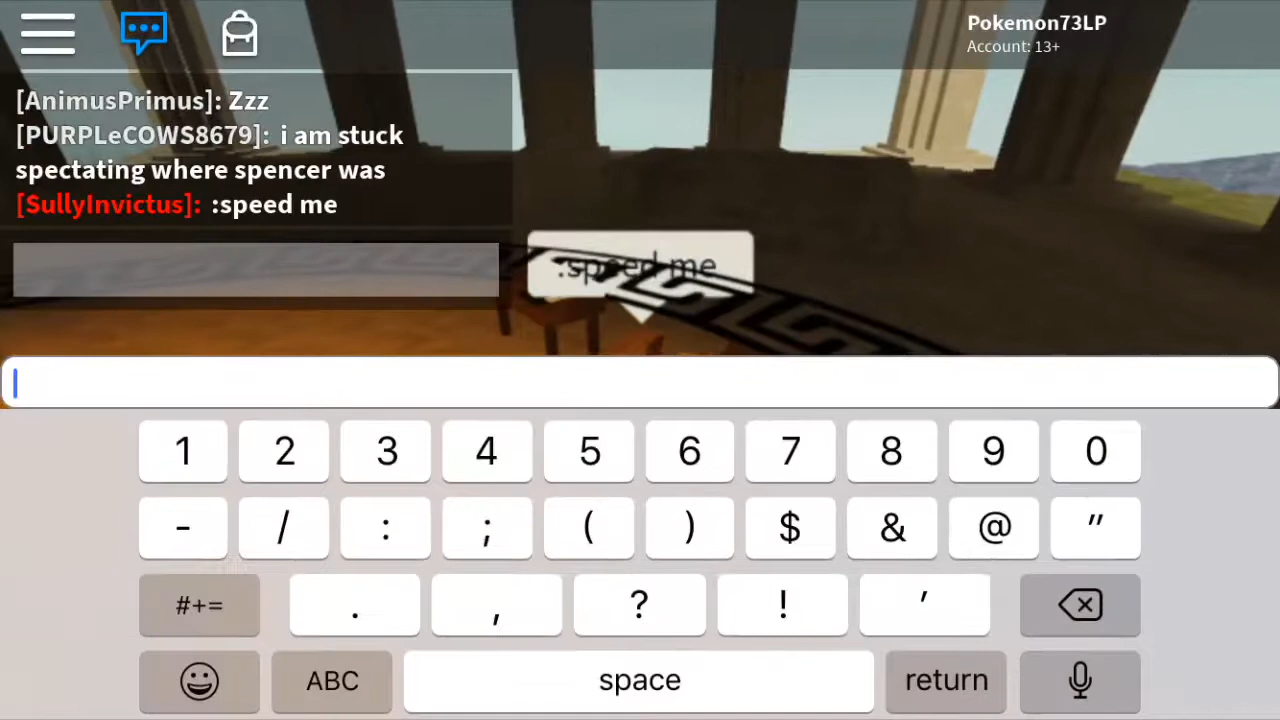 Pokemon73LP
Account: 13+
[AnimusPrimus]: Zzz
[PURPLeCOWS8679]: i am stuck
spectating where spencer was
[SullyInvictus]: :speed me
:speed me
1 2 3 4 5 6 7 8 9 0
- / : ; ( ) $ & @ "
#+= . , ? ! '
ABC space return